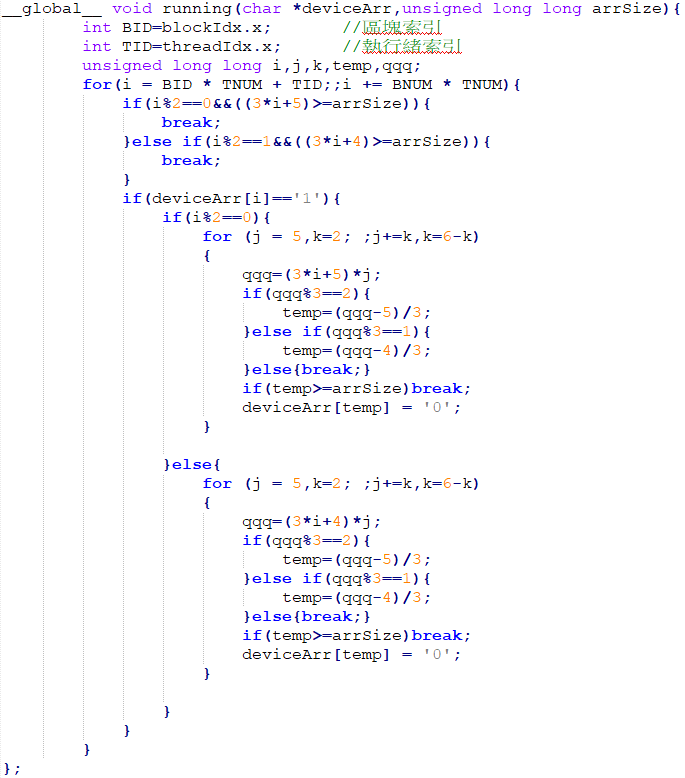 __global__ void running(char *deviceArr,unsigned long long arrSize){
        int BID=blockIdx.x;       //區塊索引
        int TID=threadIdx.x;      //執行緒索引
        unsigned long long i,j,k,temp,qqq;
        for(i = BID * TNUM + TID;;i += BNUM * TNUM){
            if(i%2==0&&((3*i+5)>=arrSize)){
                break;
            }else if(i%2==1&&((3*i+4)>=arrSize)){
                break;
            }
            if(deviceArr[i]=='1'){
                if(i%2==0){
                    for (j = 5,k=2; ;j+=k,k=6-k)
                    {
                        qqq=(3*i+5)*j;
                        if(qqq%3==2){
                            temp=(qqq-5)/3;
                        }else if(qqq%3==1){
                            temp=(qqq-4)/3;
                        }else{break;}
                        if(temp>=arrSize)break;
                        deviceArr[temp] = '0';
                    }
                }else{
                    for (j = 5,k=2; ;j+=k,k=6-k)
                    {
                        qqq=(3*i+4)*j;
                        if(qqq%3==2){
                            temp=(qqq-5)/3;
                        }else if(qqq%3==1){
                            temp=(qqq-4)/3;
                        }else{break;}
                        if(temp>=arrSize)break;
                        deviceArr[temp] = '0';
                    }
                }
            }
        }
};